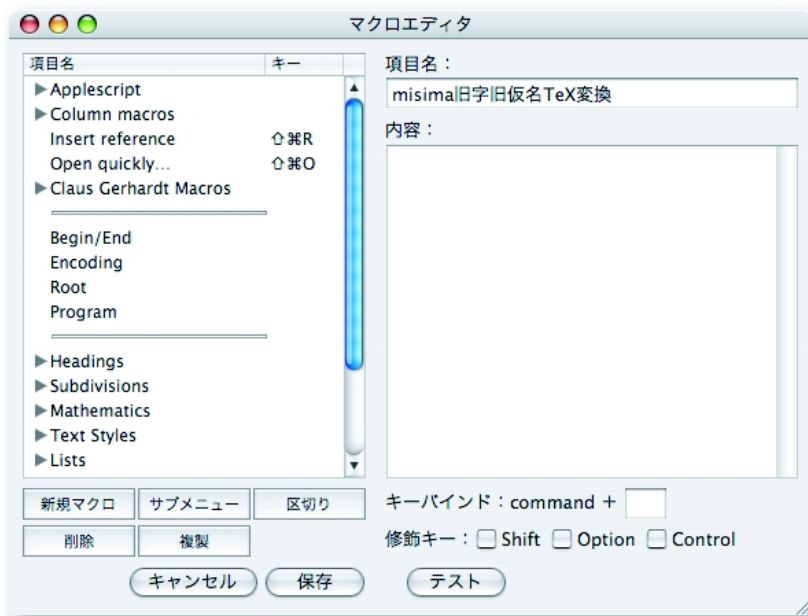 マクロエディタ
項目名 キー
Applescript
Column macros
Insert reference ⇧⌘R
Open quickly... ⇧⌘O
Claus Gerhardt Macros
Begin/End
Encoding
Root
Program
Headings
Subdivisions
Mathematics
Text Styles
Lists
新規マクロ サブメニュー 区切り
削除 複製
項目名：
misima旧字旧仮名TeX変換
内容：
キーバインド：command +
修飾キー： Shift Option Control
キャンセル 保存 テスト